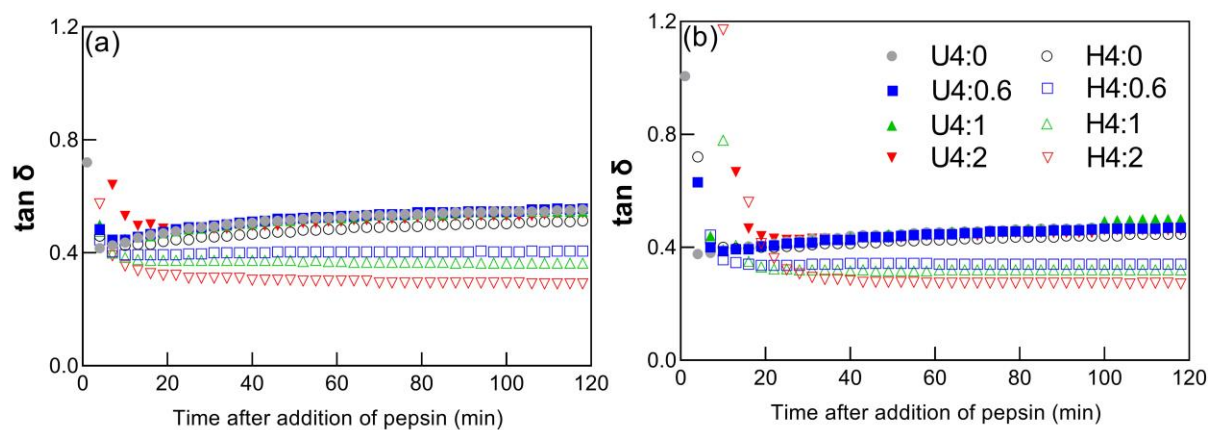 (a)
1.2
0.8
0.4
0.0
tan δ
0 20 40 60 80 100 120
Time after addition of pepsin (min)
(b)
1.2
0.8
0.4
0.0
tan δ
0 20 40 60 80 100 120
Time after addition of pepsin (min)
U4:0 H4:0
U4:0.6 H4:0.6
U4:1 H4:1
U4:2 H4:2